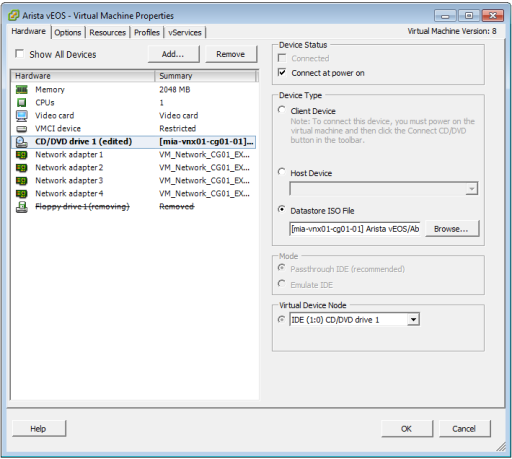 Arista vEOS - Virtual Machine Properties
Hardware Options Resources Profiles vServices Virtual Machine Version: 8
Show All Devices Add... Remove
Hardware Summary
Memory 2048 MB
CPUs 1
Video card Video card
VMCI device Restricted
CD/DVD drive 1 (edited) [mia-vnx01-cg01-01]...
Network adapter 1 VM_Network_CG01_EX...
Network adapter 2 VM_Network_CG01_EX...
Network adapter 3 VM_Network_CG01_EX...
Network adapter 4 VM_Network_CG01_EX...
Floppy drive 1 (removing) Removed
Device Status
Connected
Connect at power on
Device Type
Client Device
Note: To connect this device, you must power on the
virtual machine and then click the Connect CD/DVD
button in the toolbar.
Host Device
Datastore ISO File
[mia-vnx01-cg01-01] Arista vEOS/Ab Browse...
Mode
Passthrough IDE (recommended)
Emulate IDE
Virtual Device Node
IDE (1:0) CD/DVD drive 1
Help OK Cancel